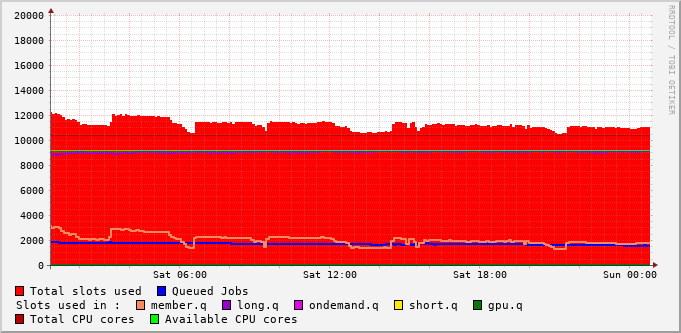 RRDTOOL / TOBI OETIKER
20000
18000
16000
14000
12000
10000
8000
6000
4000
2000
0
Sat 06:00 Sat 12:00 Sat 18:00 Sun 00:00
Total slots used Queued Jobs
Slots used in : member.q long.q ondemand.q short.q gpu.q
Total CPU cores Available CPU cores